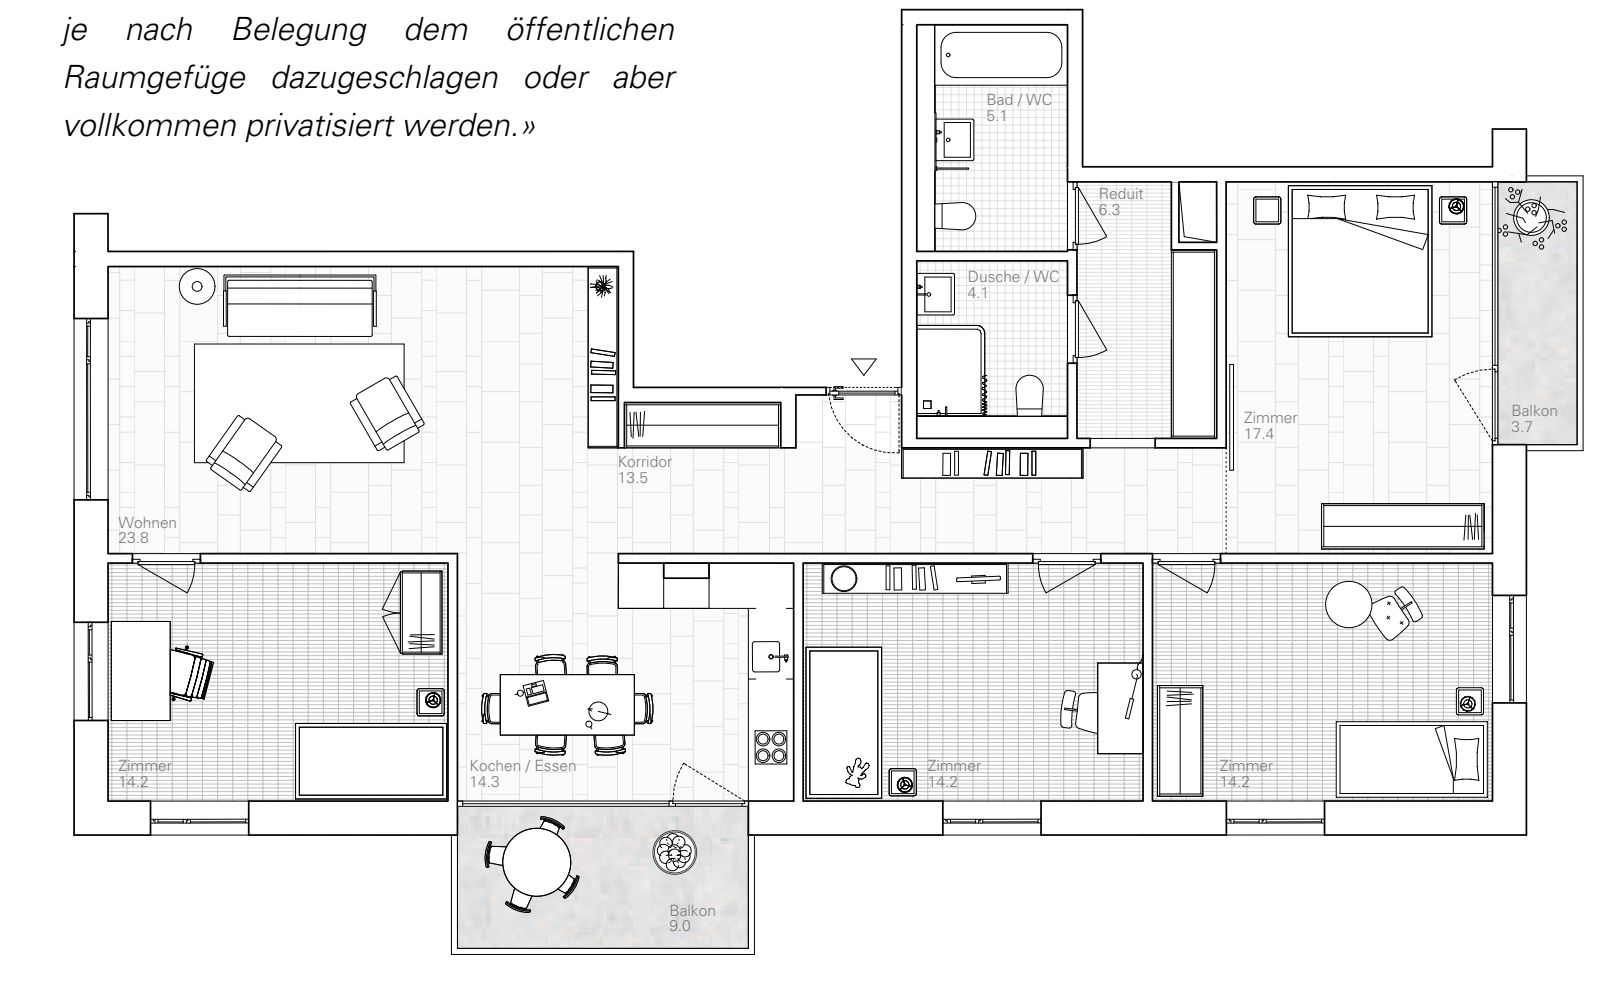 je nach Belegung dem öffentlichen
Raumgefüge dazugeschlagen oder aber
vollkommen privatisiert werden.»
Bad / WC
5.1
Reduit
6.3
Dusche / WC
4.1
Zimmer
17.4
Balkon
3.7
Korridor
13.5
Wohnen
23.8
Zimmer
14.2
Kochen / Essen
14.3
Zimmer
14.2
Zimmer
14.2
Balkon
9.0